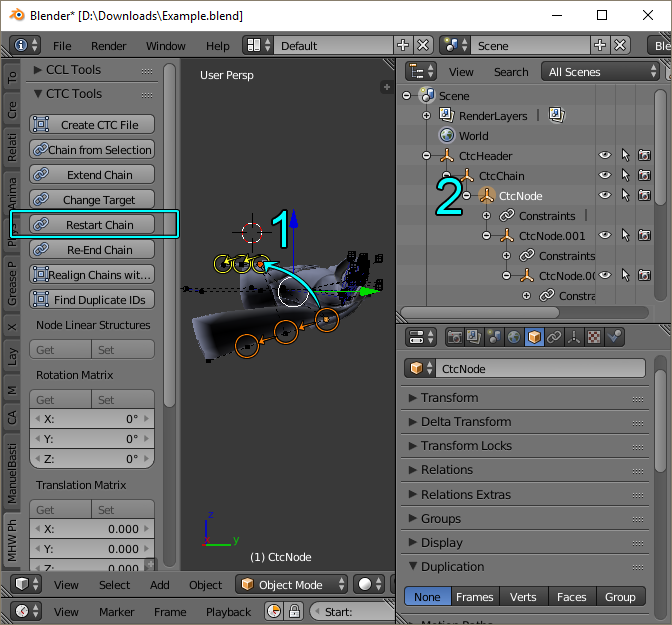 Blender* [D:\Downloads\Example.blend]
File Render Window Help Default Scene Ble
CCL Tools
CTC Tools
Create CTC File
Chain from Selection
Extend Chain
Change Target
Restart Chain
Re-End Chain
Realign Chains wit...
Find Duplicate IDs
Node Linear Structures
Get Set
Rotation Matrix
Get Set
X: 0°
Y: 0°
Z: 0°
Translation Matrix
Get Set
X: 0.000
Y: 0.000
Z: 0.000
To
Cre
Relati
Anima
Phys
Grease P
X
Lay
M
CA
ManuelBasti
MHW Ph
User Persp
1
z
y
(1) CtcNode
View Select Add Object Object Mode
View Marker Frame Playback Start:
View Search All Scenes
Scene
RenderLayers |
World
CtcHeader
CtcChain
2
CtcNode
Constraints |
CtcNode.001
Constraints
CtcNode.00
Constra
CtcNode
Transform
Delta Transform
Transform Locks
Relations
Relations Extras
Groups
Display
Duplication
None Frames Verts Faces Group
Motion Paths